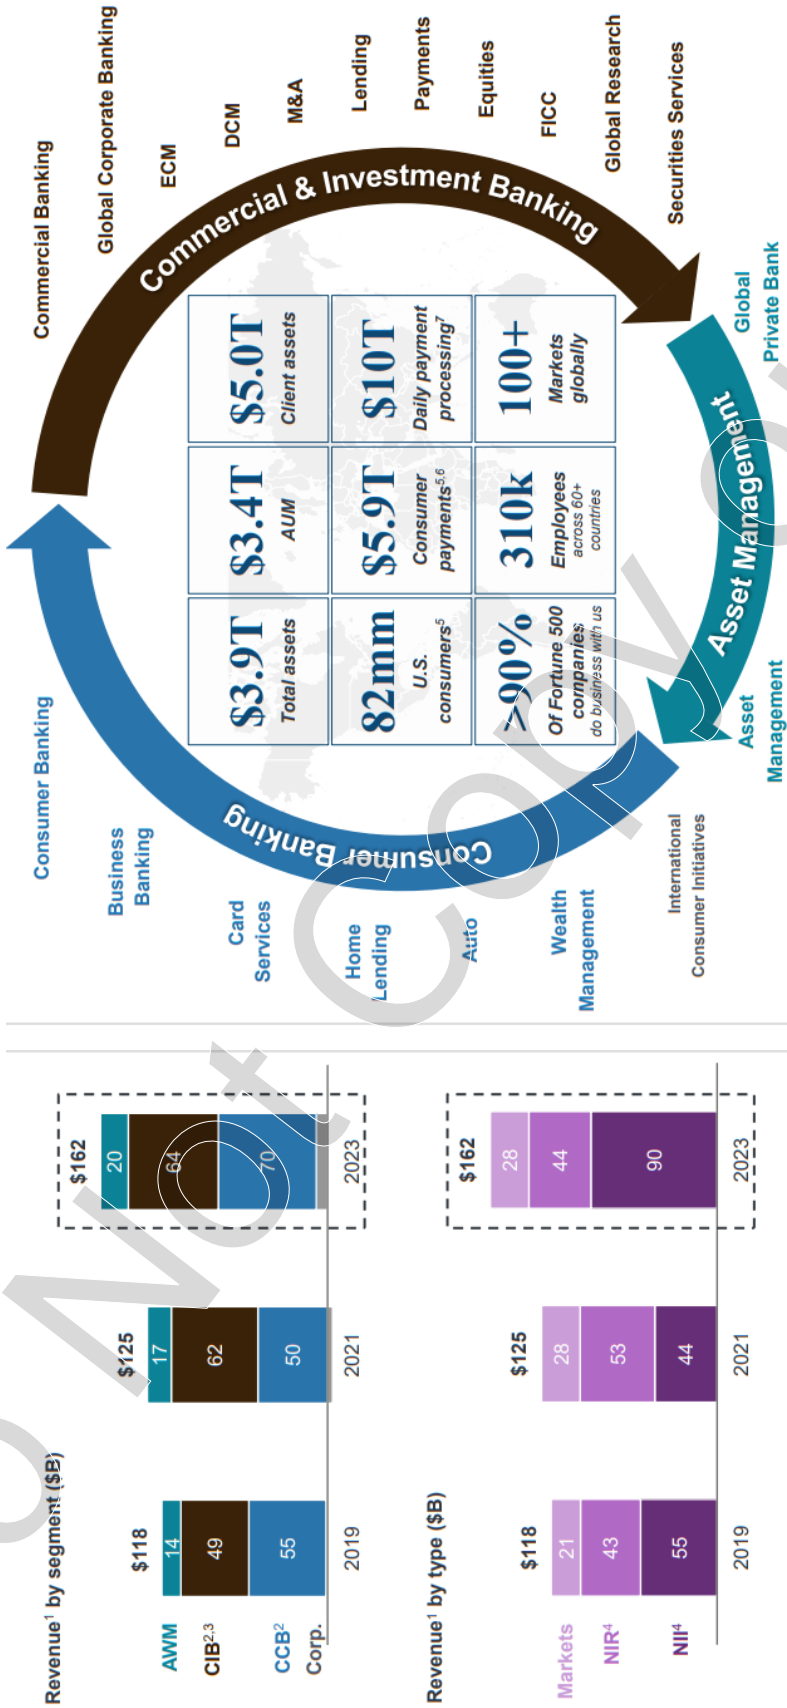 Revenue¹ by segment ($B)
$118
$125
$162
AWM
14
17
20
CIB²,³
49
62
64
CCB²
55
50
70
Corp.
2019
2021
2023
Revenue¹ by type ($B)
$118
$125
$162
Markets
21
28
28
NIR⁴
43
53
44
NII⁴
55
44
90
2019
2021
2023
Consumer Banking
Business
Banking
Card
Services
Home
Lending
Auto
Wealth
Management
International
Consumer Initiatives
Consumer Banking
Commercial Banking
Global Corporate Banking
ECM
DCM
M&A
Lending
Payments
Equities
FICC
Global Research
Securities Services
Commercial & Investment Banking
$3.9T
Total assets
$3.4T
AUM
$5.0T
Client assets
82mm
U.S.
consumers⁵
$5.9T
Consumer
payments⁵,⁶
$10T
Daily payment
processing⁷
>90%
Of Fortune 500
companies
do business with us
310k
Employees
across 60+
countries
100+
Markets
globally
Asset Management
Asset
Management
Global
Private Bank
Not Copy